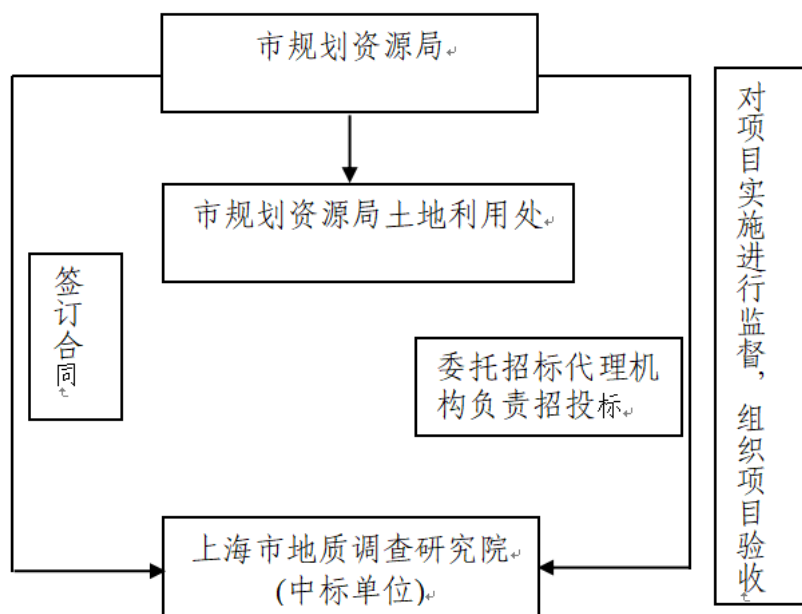 市规划资源局
市规划资源局土地利用处
签订合同
委托招标代理机
构负责招投标
对项目实施进行监督，组织项目验收
上海市地质调查研究院
(中标单位)